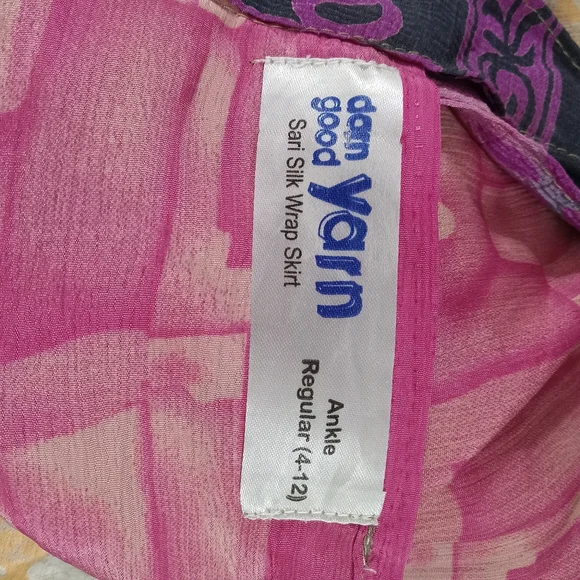 darn
good yarn
Sari Silk Wrap Skirt
Ankle
Regular (4-12)